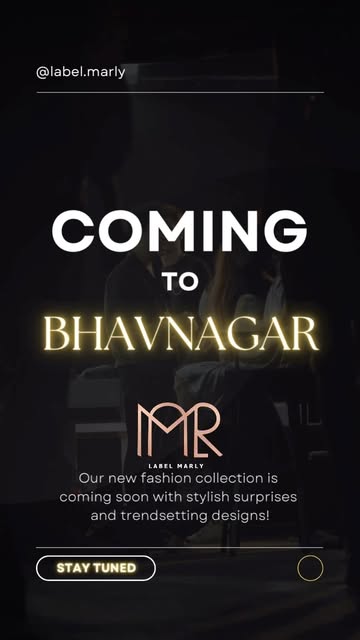 @label.marly
COMING
TO
BHAVNAGAR
MR
LABEL MARLY
Our new fashion collection is
coming soon with stylish surprises
and trendsetting designs!
STAY TUNED